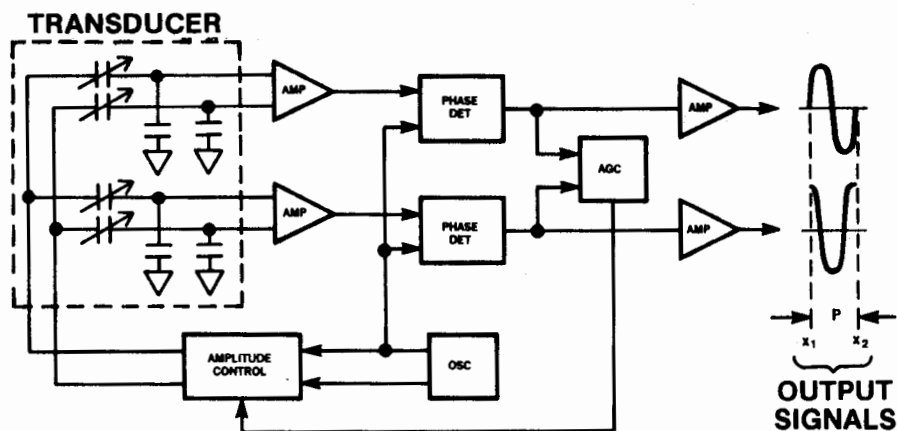 TRANSDUCER
AMP
PHASE
DET
AMP
AGC
AMP
PHASE
DET
AMP
P
x1 x2
AMPLITUDE
CONTROL
OSC
OUTPUT
SIGNALS